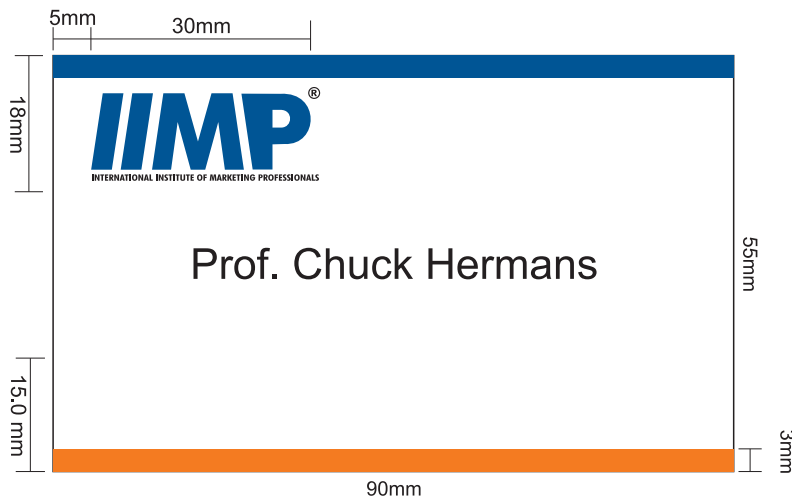 5mm
30mm
18mm
IIMP®
INTERNATIONAL INSTITUTE OF MARKETING PROFESSIONALS
Prof. Chuck Hermans
55mm
15.0 mm
3mm
90mm